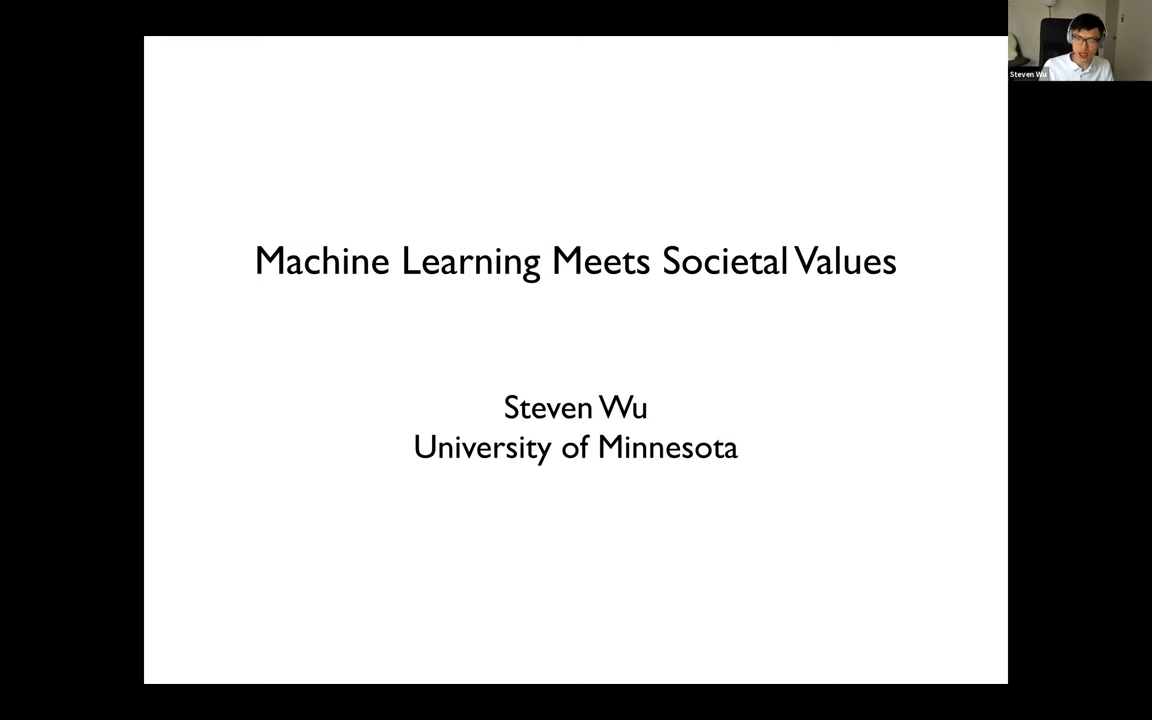 Steven Wu
Machine Learning Meets Societal Values
Steven Wu
University of Minnesota